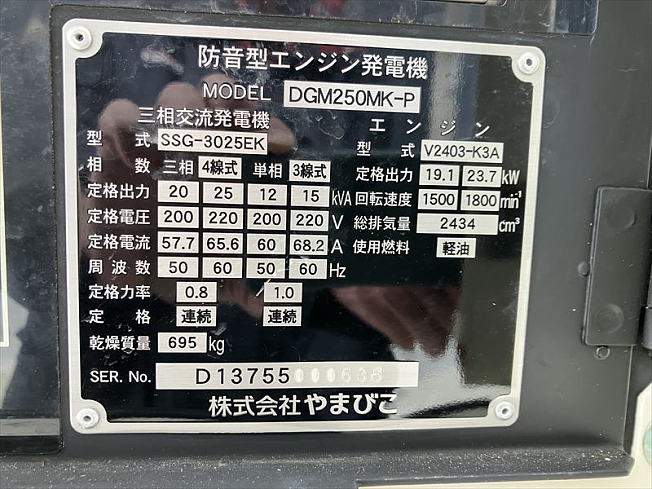 防音型エンジン発電機
MODEL DGM250MK-P
三相交流発電機
型式 SSG-3025EK
相数 三相 4線式 単相 3線式
定格出力 20 25 12 15 kVA
定格電圧 200 220 200 220 V
定格電流 57.7 65.6 60 68.2 A
周波数 50 60 50 60 Hz
定格力率 0.8 1.0
定格 連続 連続
乾燥質量 695 kg
エンジン
型式 V2403-K3A
定格出力 19.1 23.7 kW
回転速度 1500 1800 min⁻¹
総排気量 2434 cm³
使用燃料 軽油
SER. No. D13755
株式会社やまびこ